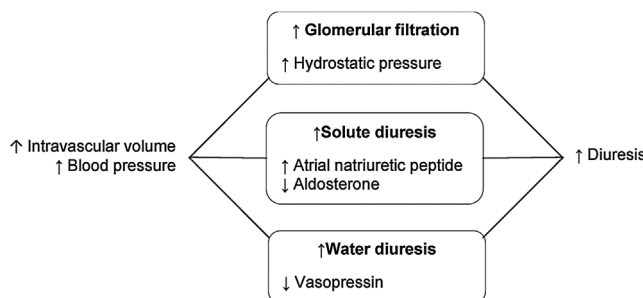 ↑ Glomerular filtration
↑ Hydrostatic pressure
↑ Intravascular volume
↑ Blood pressure
↑Solute diuresis
↑ Atrial natriuretic peptide
↓ Aldosterone
↑ Diuresis
↑Water diuresis
↓ Vasopressin